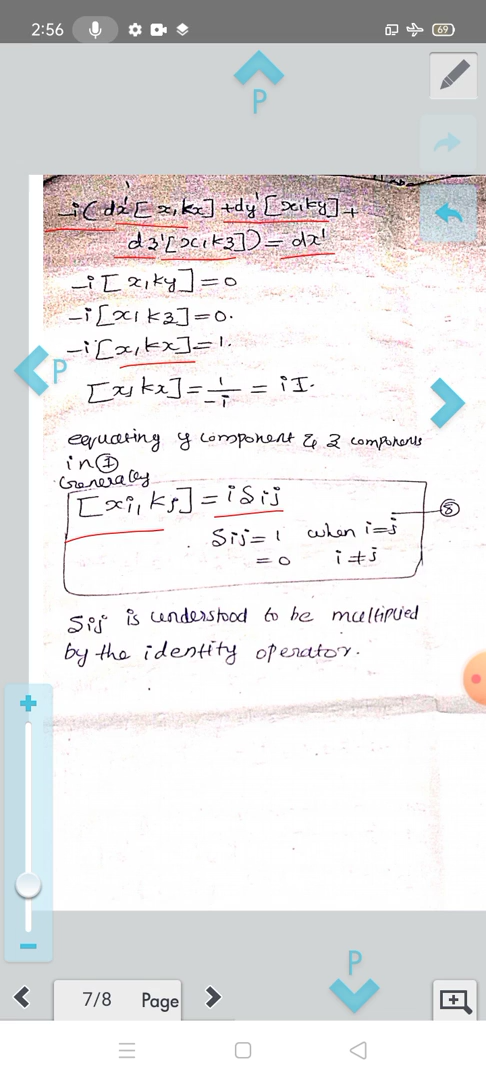 2:56
69
P
-i(dx'[x,kx]+dy'[x,ky]+
dz'[x,kz])=dx'
-i[x,ky]=0
-i[x,kz]=0.
-i[x,kx]=1.
P
[x,kx]=1/-i = iI.
equating y component & z components
in ①
Generally
[xi,kj]=iδij ⑧
δij=1 when i=j
=0 i≠j
δij is understood to be multiplied
by the identity operator.
P
7/8 Page